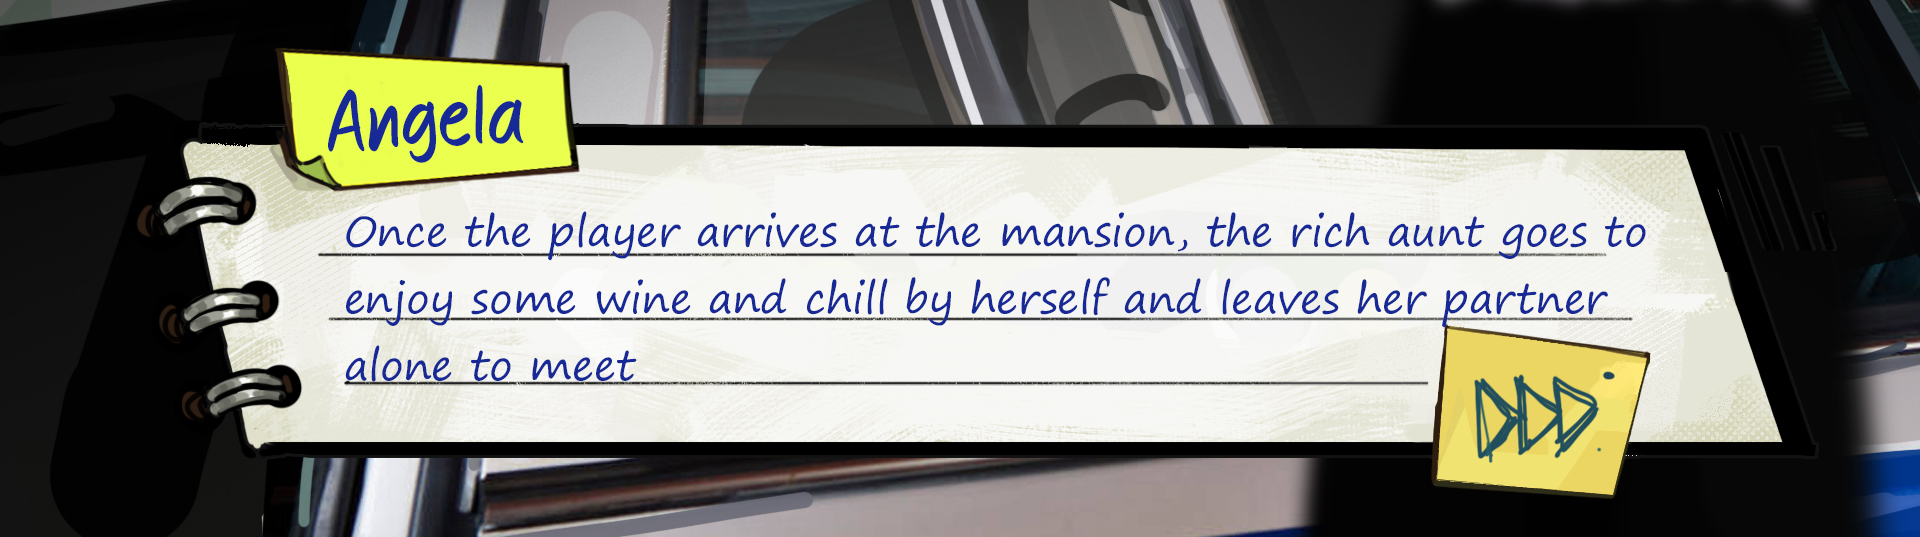 Angela
Once the player arrives at the mansion, the rich aunt goes to
enjoy some wine and chill by herself and leaves her partner
alone to meet